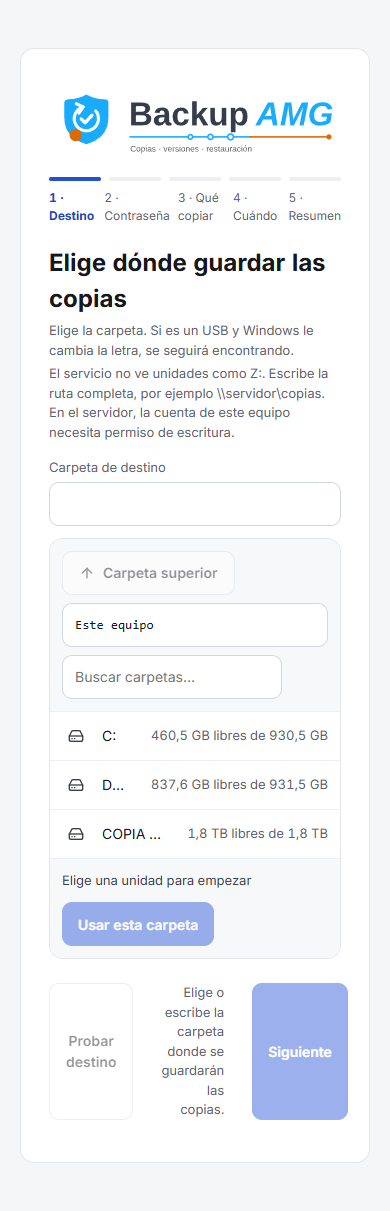 Backup AMG
Copias · versiones · restauración
1 ·
Destino
2 ·
Contraseña
3 · Qué
copiar
4 ·
Cuándo
5 ·
Resumen
Elige dónde guardar las
copias
Elige la carpeta. Si es un USB y Windows le
cambia la letra, se seguirá encontrando.
El servicio no ve unidades como Z:. Escribe la
ruta completa, por ejemplo \\servidor\copias.
En el servidor, la cuenta de este equipo
necesita permiso de escritura.
Carpeta de destino
Carpeta superior
Este equipo
Buscar carpetas...
C: 460,5 GB libres de 930,5 GB
D... 837,6 GB libres de 931,5 GB
COPIA ... 1,8 TB libres de 1,8 TB
Elige una unidad para empezar
Usar esta carpeta
Probar
destino
Elige o
escribe la
carpeta
donde se
guardarán
las
copias.
Siguiente